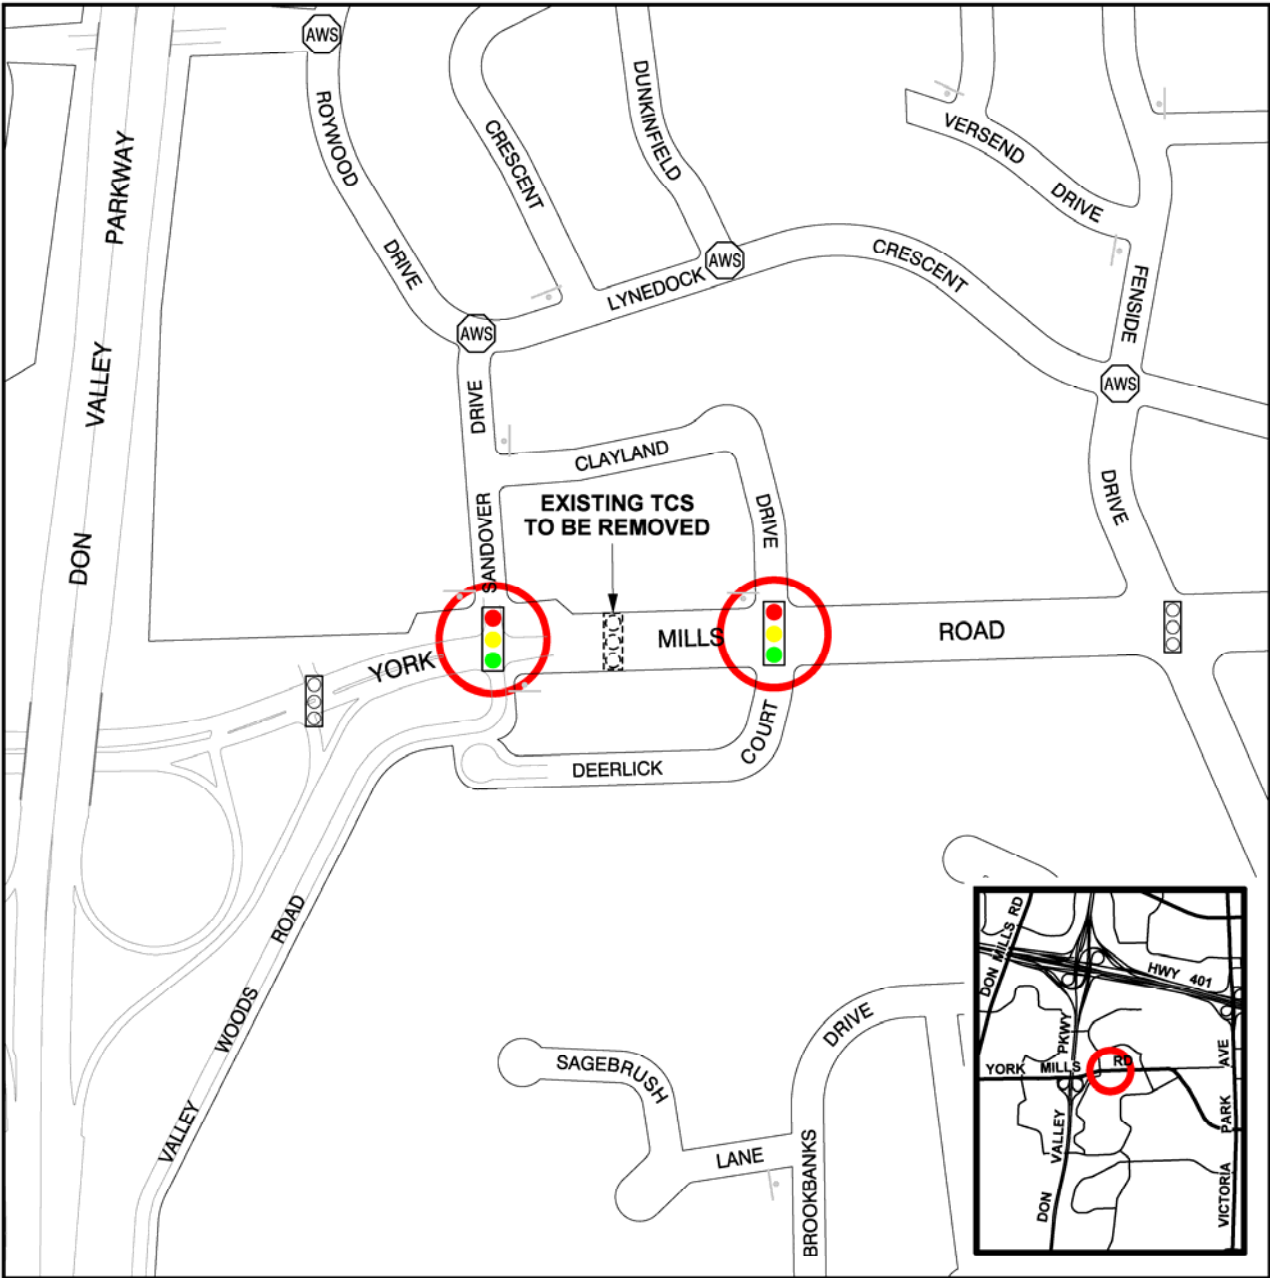 AWS
ROYWOOD
DRIVE
CRESCENT
DUNKINFIELD
VERSEND
DRIVE
PARKWAY
VALLEY
DON
AWS
LYNEDOCK
CRESCENT
FENSIDE
AWS
AWS
DRIVE
DRIVE
SANDOVER
CLAYLAND
DRIVE
EXISTING TCS
TO BE REMOVED
YORK
MILLS
ROAD
DEERLICK
COURT
VALLEY
WOODS
ROAD
SAGEBRUSH
LANE
BROOKBANKS
DRIVE
DON MILLS RD
HWY 401
PKWY
YORK MILLS RD
VALLEY
DON
AVE
PARK
VICTORIA